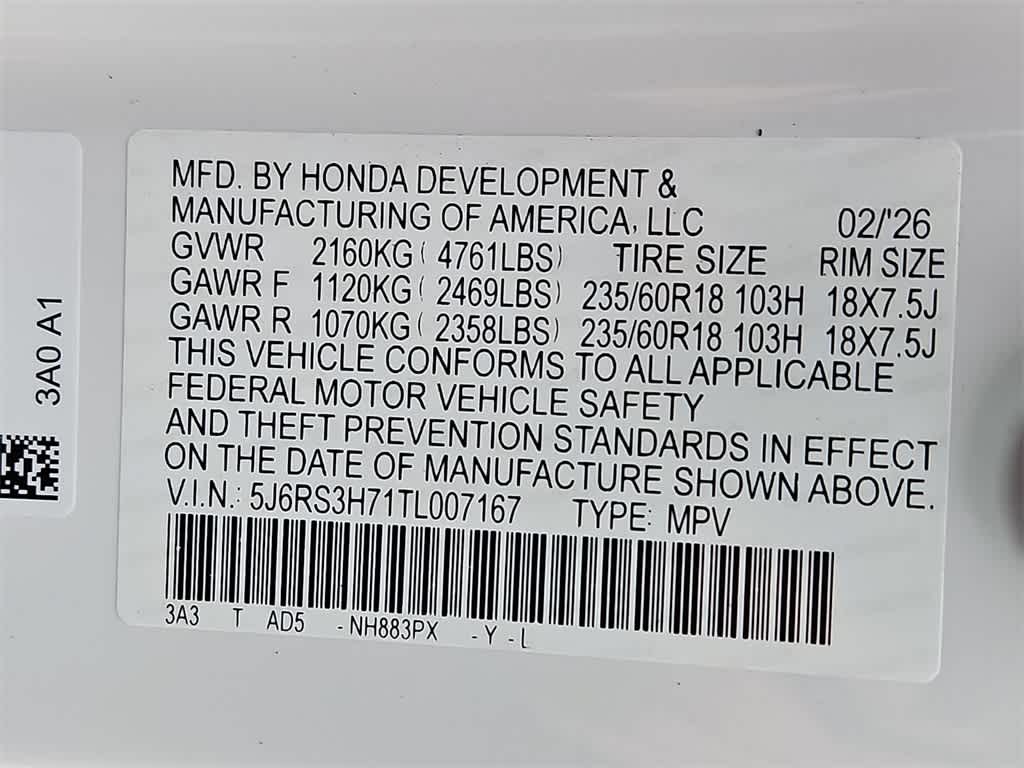 MFD. BY HONDA DEVELOPMENT &
MANUFACTURING OF AMERICA, LLC 02/'26
GVWR 2160KG ( 4761LBS) TIRE SIZE RIM SIZE
GAWR F 1120KG ( 2469LBS) 235/60R18 103H 18X7.5J
GAWR R 1070KG ( 2358LBS) 235/60R18 103H 18X7.5J
THIS VEHICLE CONFORMS TO ALL APPLICABLE
FEDERAL MOTOR VEHICLE SAFETY
AND THEFT PREVENTION STANDARDS IN EFFECT
ON THE DATE OF MANUFACTURE SHOWN ABOVE.
V.I.N.: 5J6RS3H71TL007167 TYPE: MPV
3A3 T AD5 -NH883PX -Y-L
3A0 A1